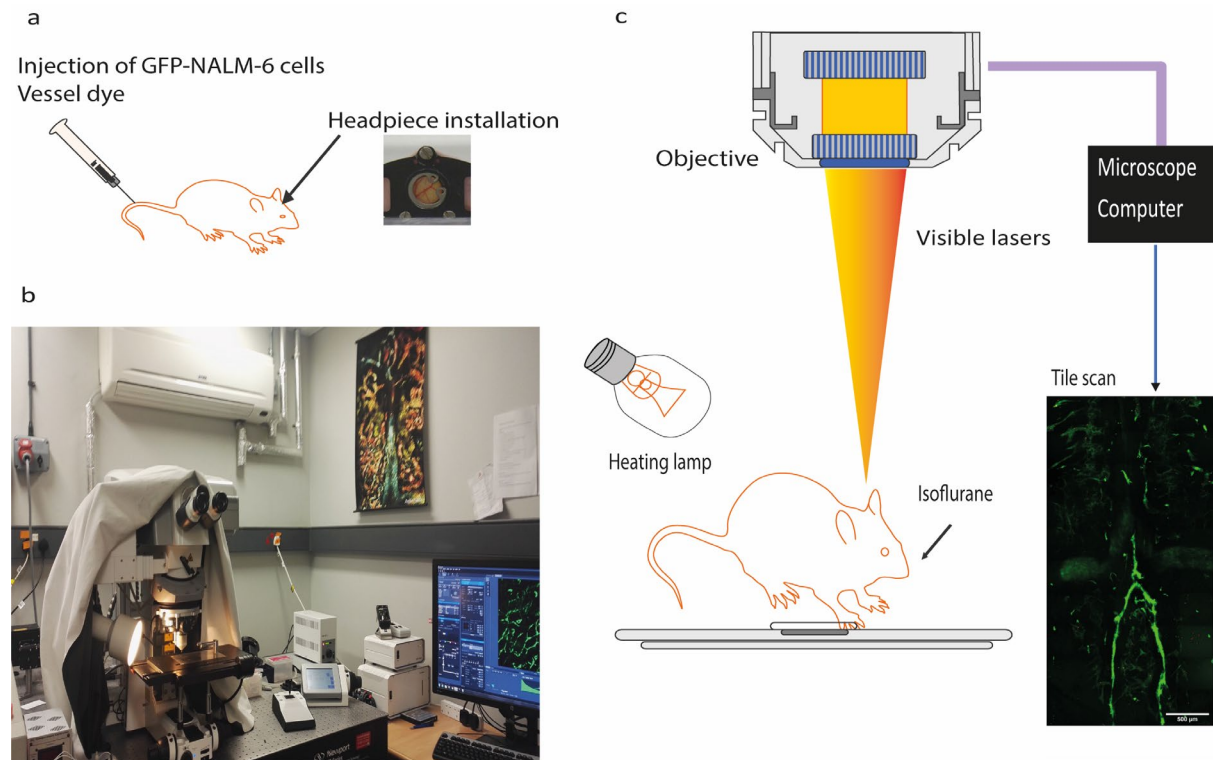 a
Injection of GFP-NALM-6 cells
Vessel dye
Headpiece installation
b
Newport
c
Objective
Visible lasers
Microscope
Computer
Tile scan
Heating lamp
Isoflurane
500 µm